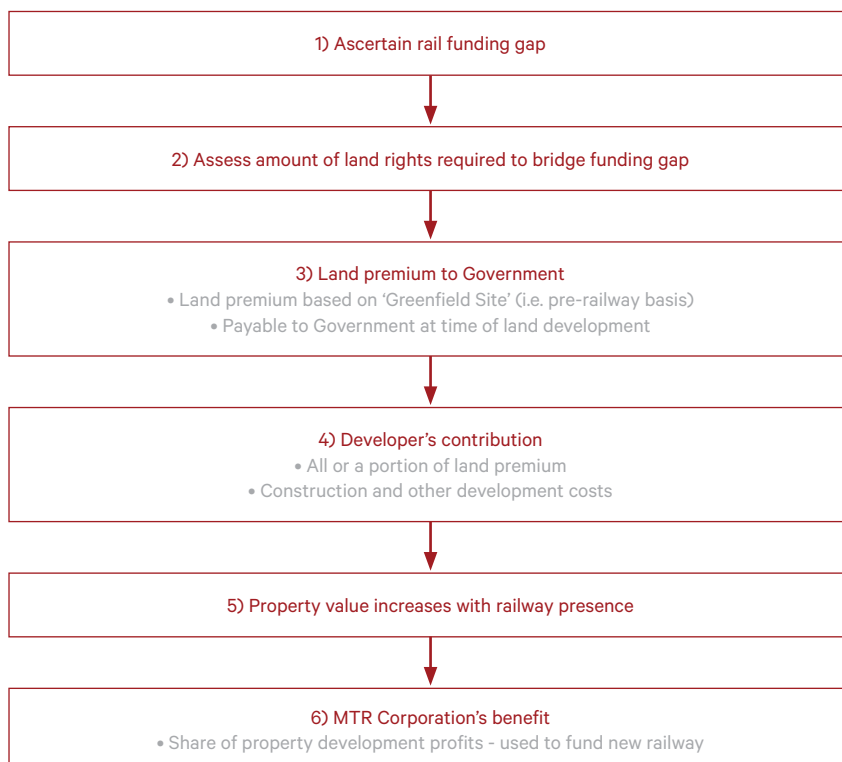 1) Ascertain rail funding gap
2) Assess amount of land rights required to bridge funding gap
3) Land premium to Government
• Land premium based on ‘Greenfield Site’ (i.e. pre-railway basis)
• Payable to Government at time of land development
4) Developer’s contribution
• All or a portion of land premium
• Construction and other development costs
5) Property value increases with railway presence
6) MTR Corporation’s benefit
• Share of property development profits - used to fund new railway